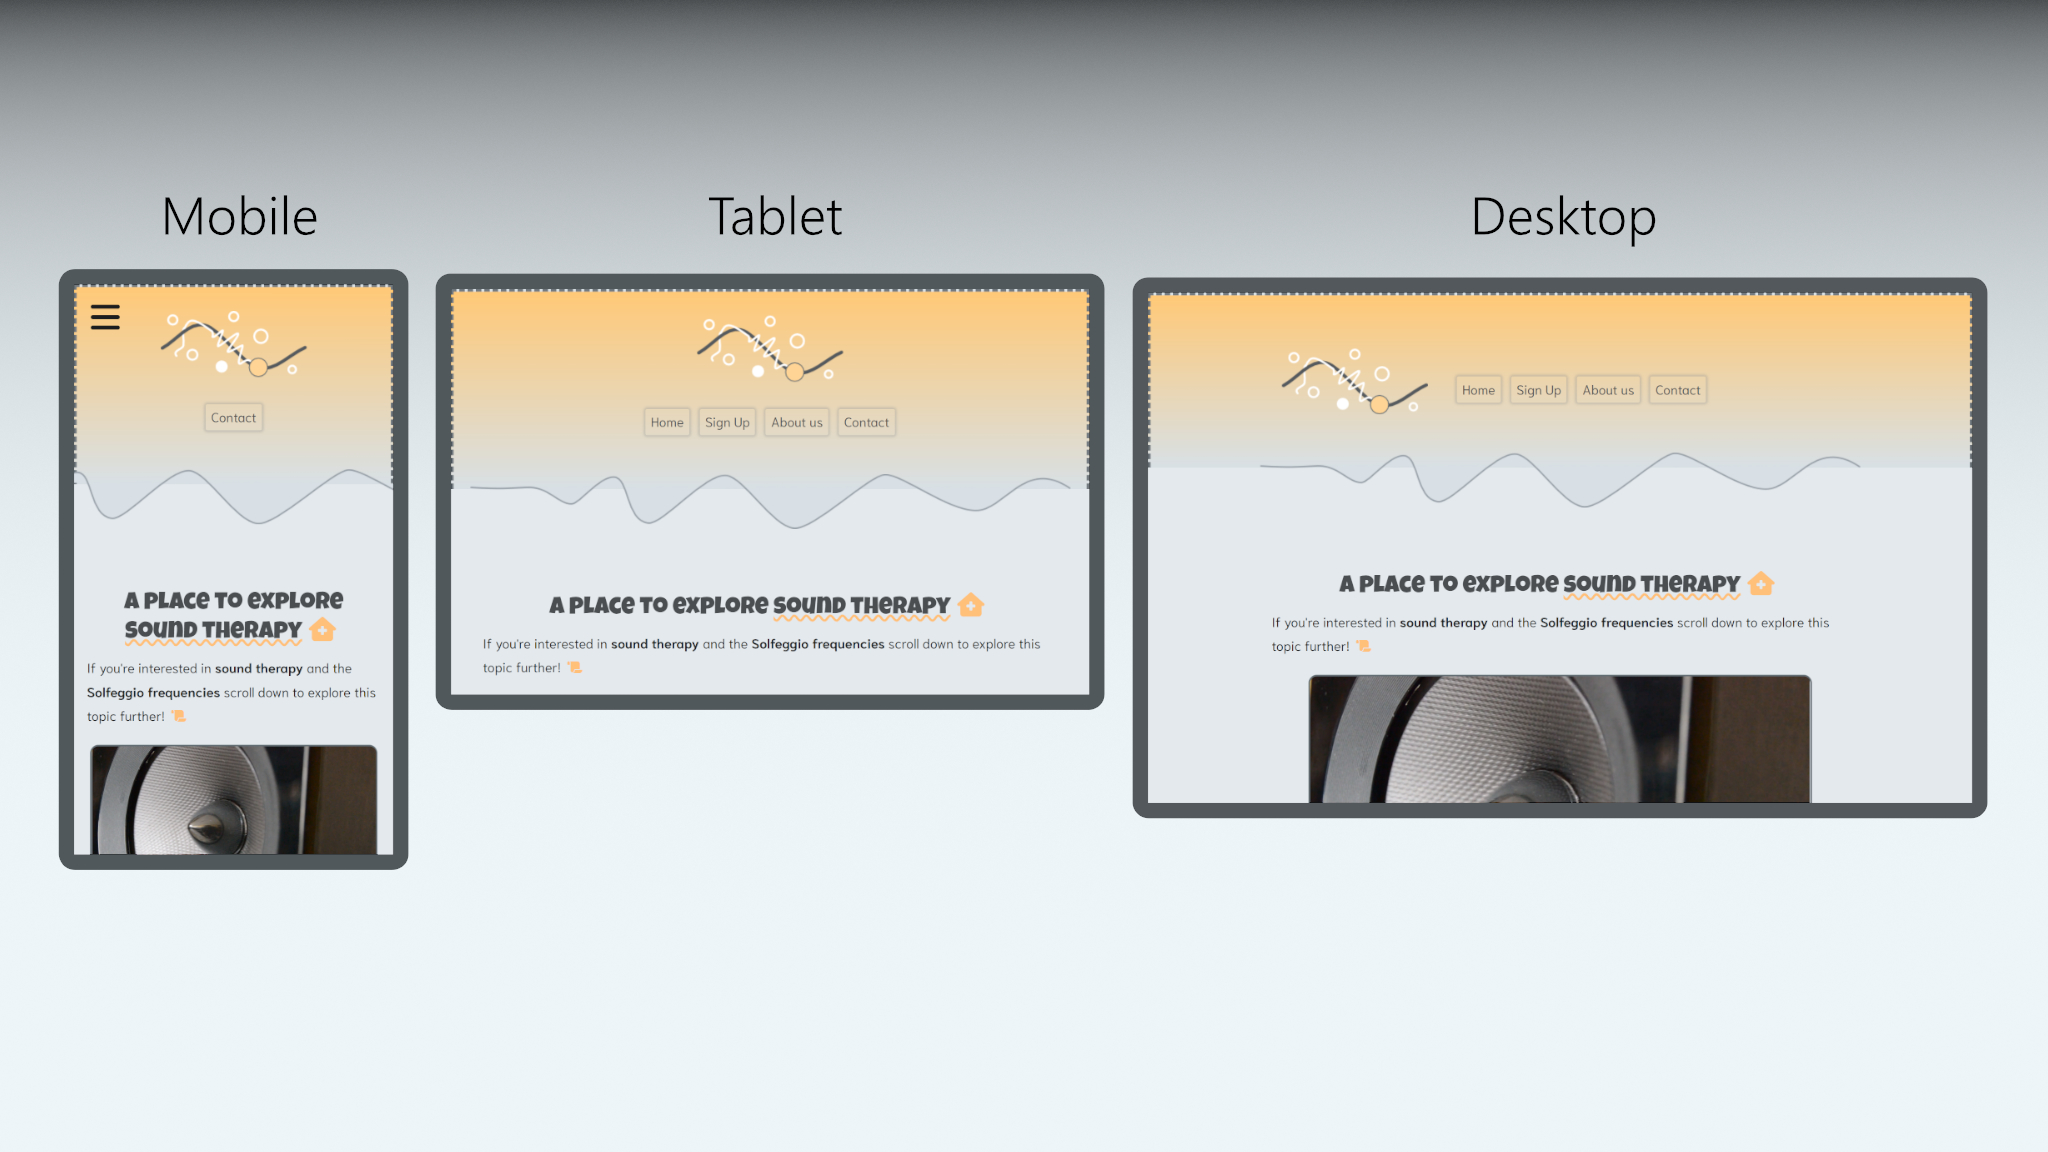 Mobile
Contact
A PLACE TO EXPLORE
SOUND THERAPY
If you're interested in sound therapy and the
Solfeggio frequencies scroll down to explore this
topic further!
Tablet
Home Sign Up About us Contact
A PLACE TO EXPLORE SOUND THERAPY
If you're interested in sound therapy and the Solfeggio frequencies scroll down to explore this
topic further!
Desktop
Home Sign Up About us Contact
A PLACE TO EXPLORE SOUND THERAPY
If you're interested in sound therapy and the Solfeggio frequencies scroll down to explore this
topic further!